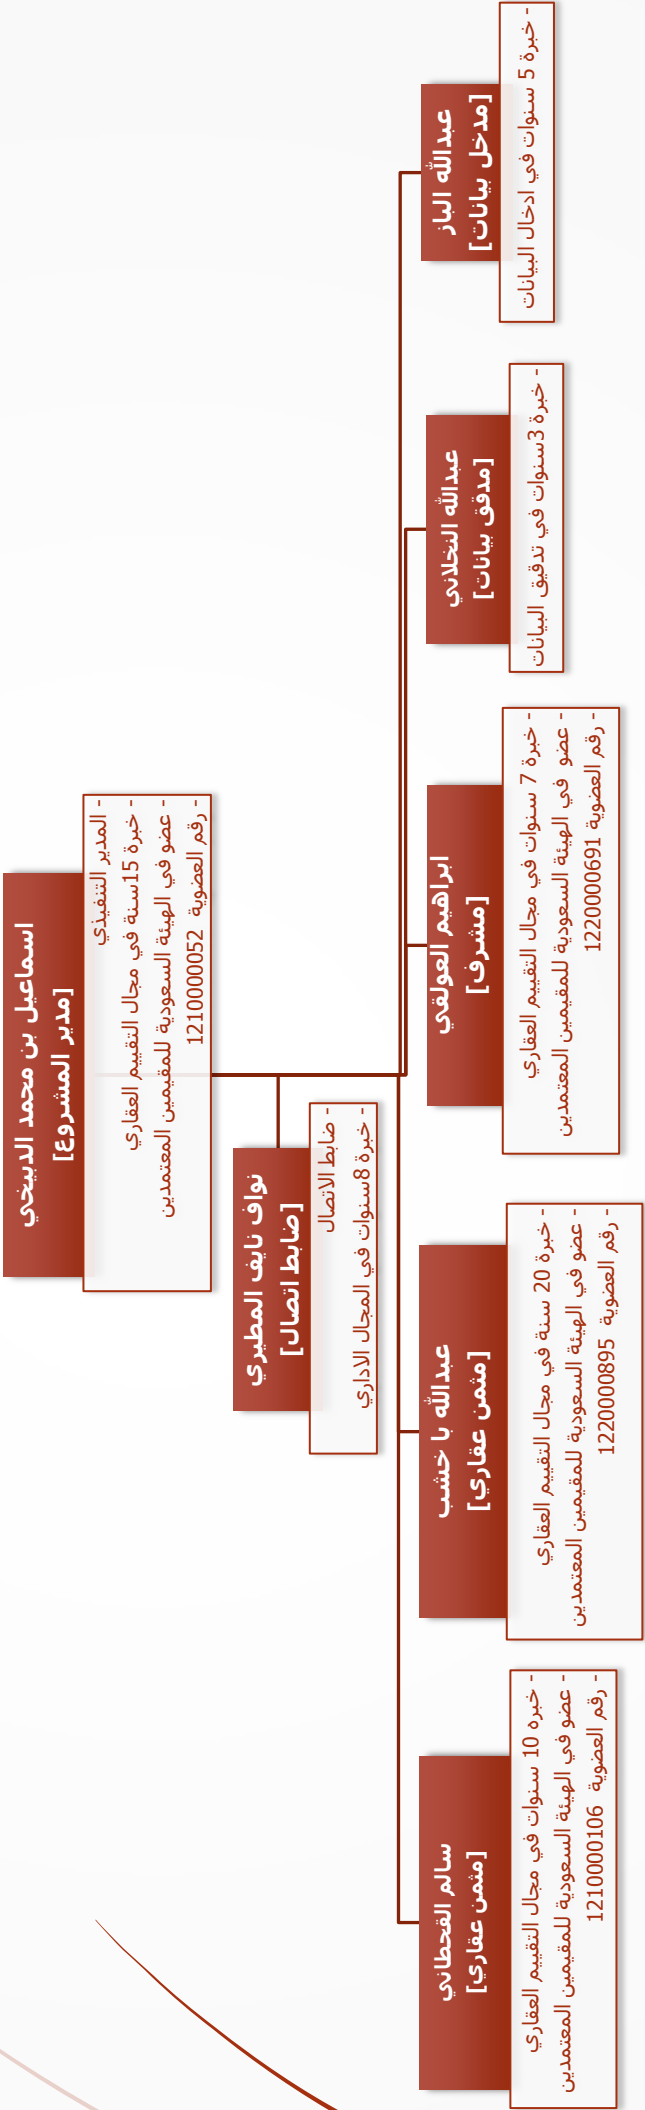 اسماعيل بن محمد الدبيخي
[مدير المشروع]
- المدير التنفيذي
- خبرة 15سنة في مجال التقييم العقاري
- عضو في الهيئة السعودية للمقيمين المعتمدين
- رقم العضوية 1210000052
نواف نايف المطيري
[ضابط اتصال]
- ضابط الاتصال
- خبرة 8سنوات في المجال الاداري
عبدالله الباز
[مدخل بيانات]
- خبرة 5 سنوات في ادخال البيانات
عبدالله النخلاني
[مدقق بيانات]
- خبرة 3سنوات في تدقيق البيانات
ابراهيم العولقي
[مشرف]
- خبرة 7 سنوات في مجال التقييم العقاري
- عضو في الهيئة السعودية للمقيمين المعتمدين
- رقم العضوية 1220000691
عبدالله با خشب
[مثمن عقاري]
- خبرة 20 سنة في مجال التقييم العقاري
- عضو في الهيئة السعودية للمقيمين المعتمدين
- رقم العضوية 1220000895
سالم القحطاني
[مثمن عقاري]
- خبره 10 سنوات في مجال التقييم العقاري
- عضو في الهيئة السعودية للمقيمين المعتمدين
- رقم العضوية 1210000106